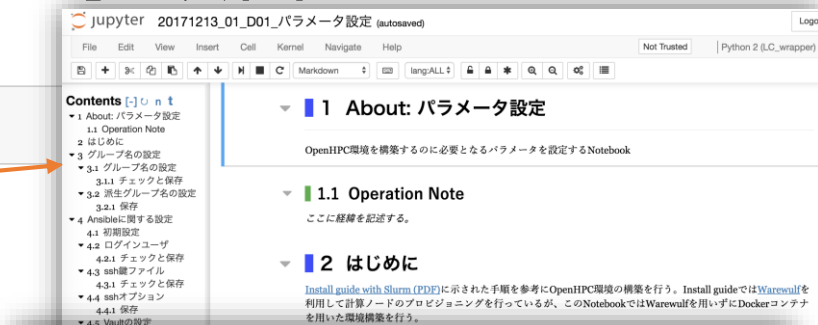 jupyter 20171213_01_D01_パラメータ設定 (autosaved)
Logo
File Edit View Insert Cell Kernel Navigate Help
Not Trusted
Python 2 (LC_wrapper)
Markdown
lang:ALL
Contents [-] n t
1 About: パラメータ設定
1.1 Operation Note
2 はじめに
3 グループ名の設定
3.1 グループ名の設定
3.1.1 チェックと保存
3.2 派生グループ名の設定
3.2.1 保存
4 Ansibleに関する設定
4.1 初期設定
4.2 ログインユーザ
4.2.1 チェックと保存
4.3 ssh鍵ファイル
4.3.1 チェックと保存
4.4 sshオプション
4.4.1 保存
4.5 Vaultの設定
1 About: パラメータ設定
OpenHPC環境を構築するのに必要となるパラメータを設定するNotebook
1.1 Operation Note
ここに経緯を記述する。
2 はじめに
Install guide with Slurm (PDF)に示された手順を参考にOpenHPC環境の構築を行う。Install guideではWarewulfを
利用して計算ノードのプロビジョニングを行っているが、このNotebookではWarewulfを用いずにDockerコンテナ
を用いた環境構築を行う。